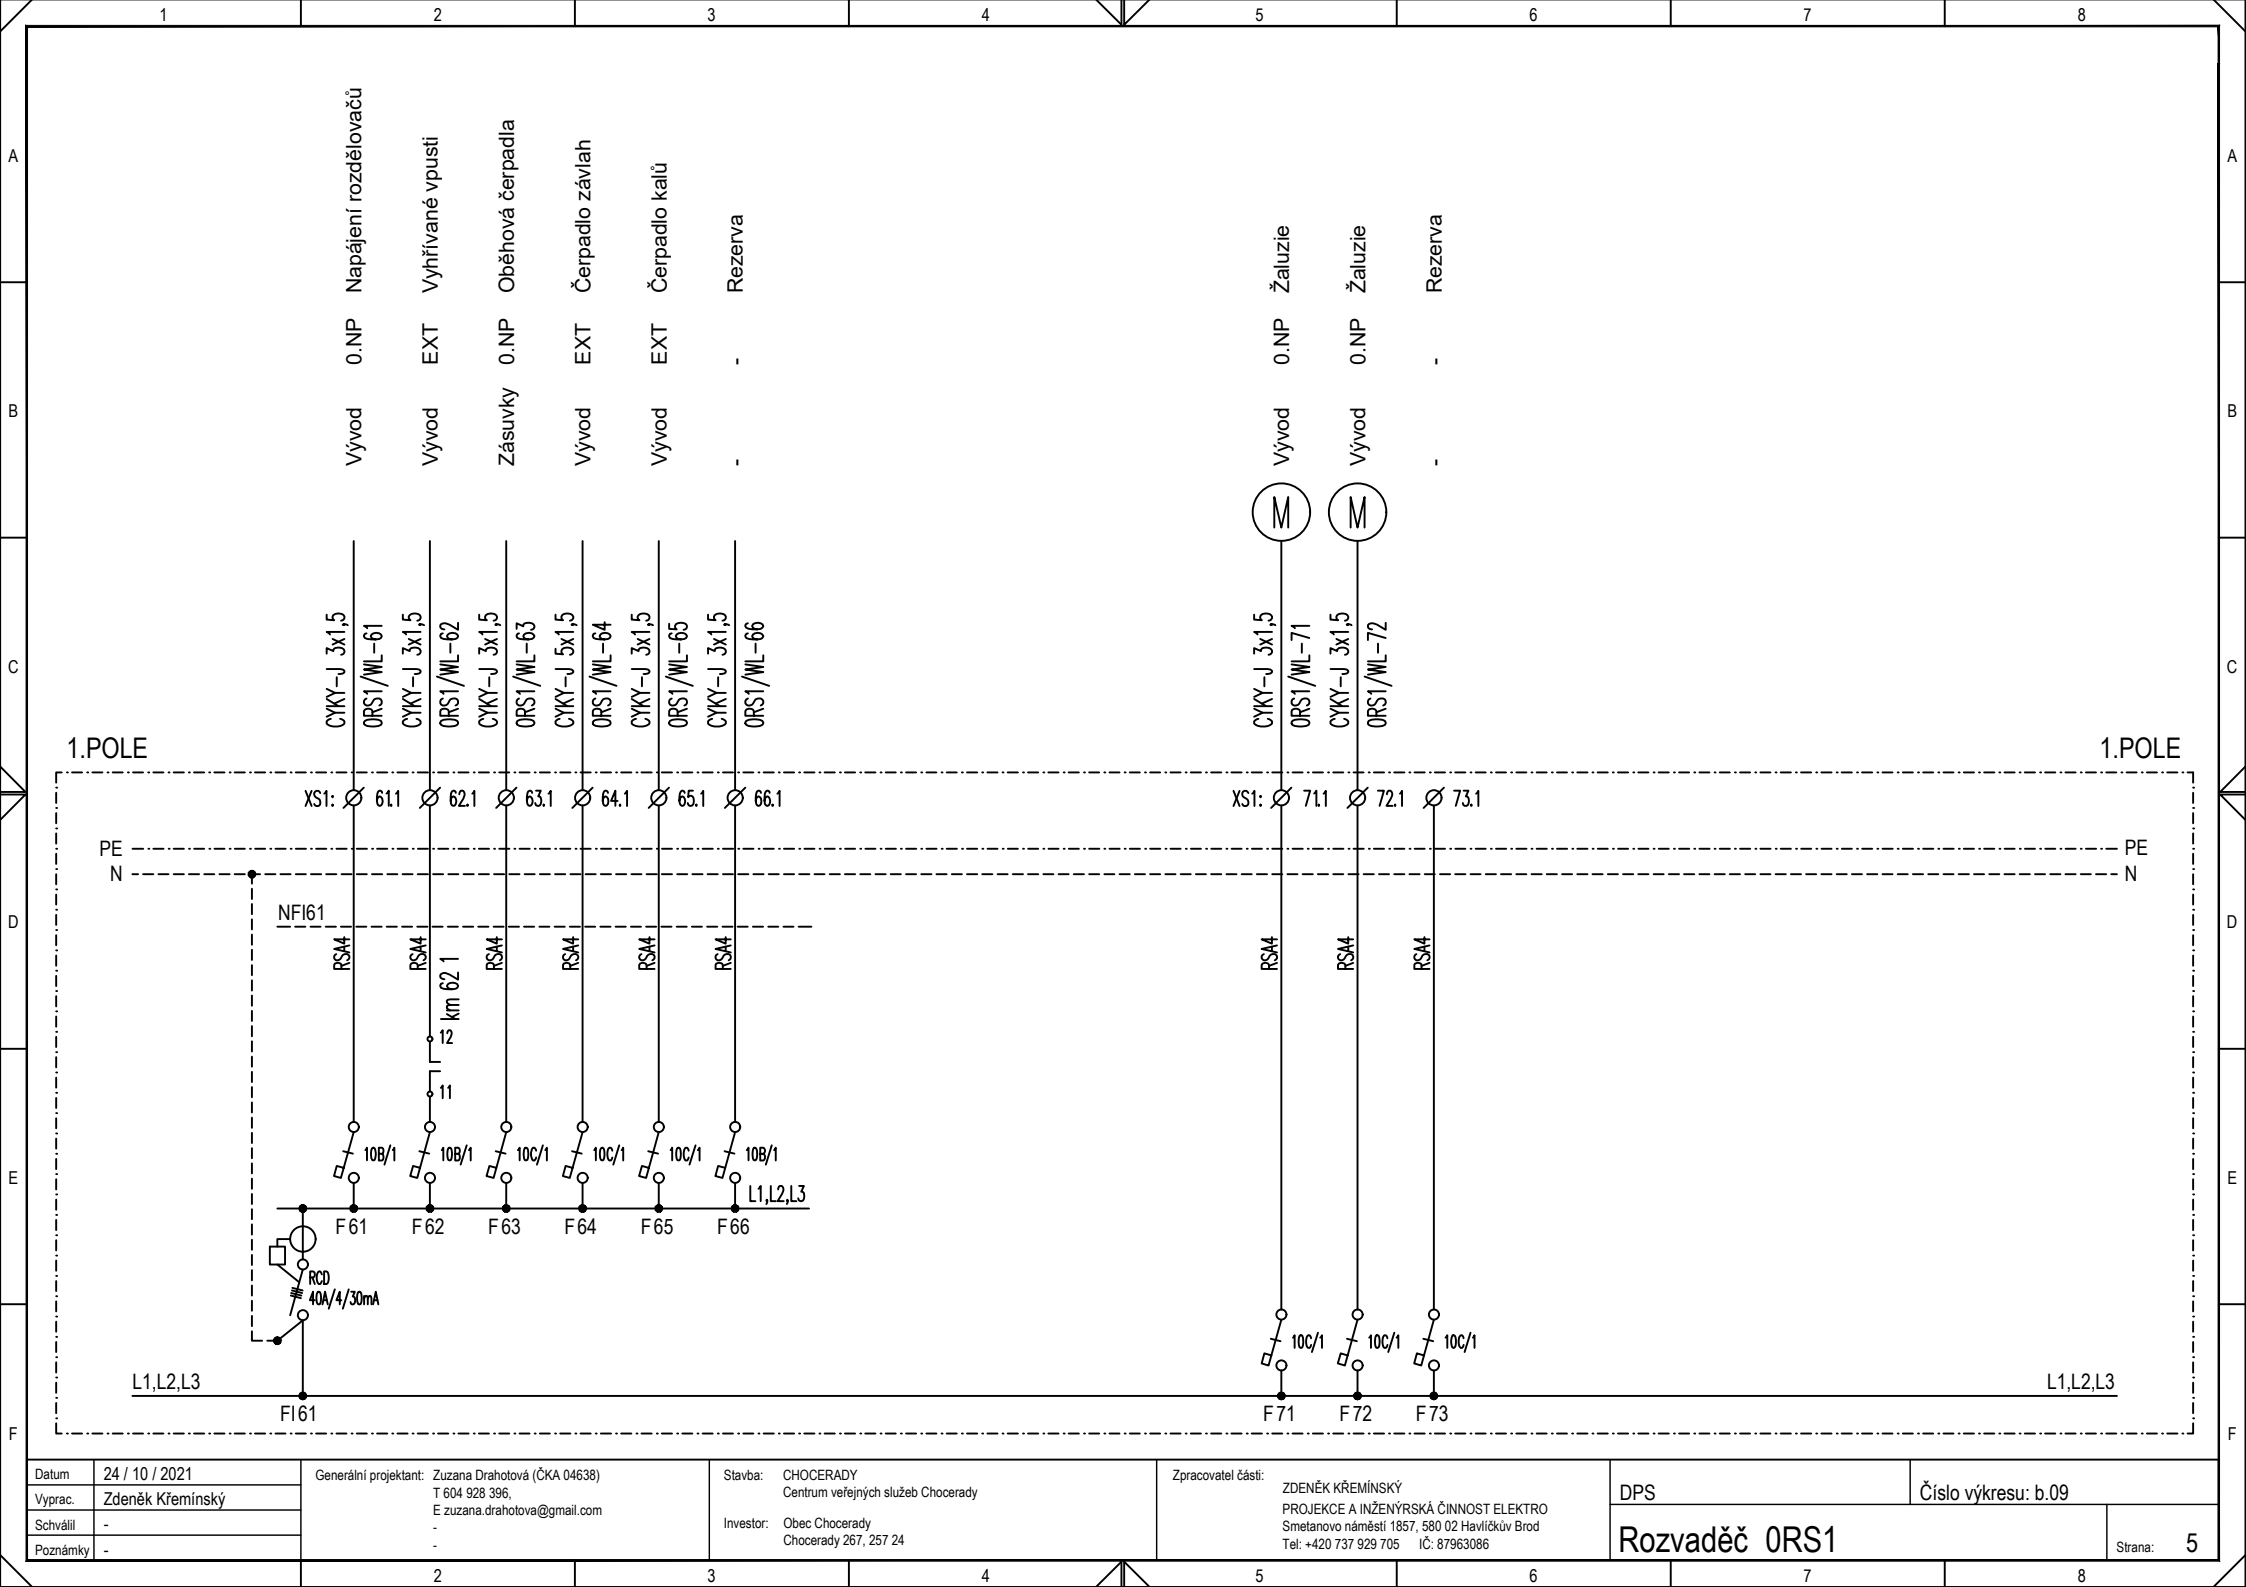 1 2 3 4 5 6 7 8
A A
B B
C C
D D
E E
F F
Vývod 0.NP Napájení rozdělovačů
Vývod EXT Vyhřívané vpusti
Zásuvky 0.NP Oběhová čerpadla
Vývod EXT Čerpadlo závlah
Vývod EXT Čerpadlo kalů
- - Rezerva
Vývod 0.NP Žaluzie
Vývod 0.NP Žaluzie
- - Rezerva
M M
CYKY-J 3x1,5
0RS1/WL-61
CYKY-J 3x1,5
0RS1/WL-62
CYKY-J 3x1,5
0RS1/WL-63
CYKY-J 5x1,5
0RS1/WL-64
CYKY-J 3x1,5
0RS1/WL-65
CYKY-J 3x1,5
0RS1/WL-66
CYKY-J 3x1,5
0RS1/WL-71
CYKY-J 3x1,5
0RS1/WL-72
1.POLE 1.POLE
XS1: 61.1 62.1 63.1 64.1 65.1 66.1 XS1: 71.1 72.1 73.1
PE PE
N N
NFI61
RSA4 RSA4 RSA4 RSA4 RSA4 RSA4 RSA4 RSA4 RSA4
km 62 1
12
11
10B/1 10B/1 10C/1 10C/1 10C/1 10B/1
L1,L2,L3
F61 F62 F63 F64 F65 F66
RCD
40A/4/30mA
10C/1 10C/1 10C/1
L1,L2,L3 L1,L2,L3
FI61 F71 F72 F73
Datum 24 / 10 / 2021
Vyprac. Zdeněk Křemínský
Schválil -
Poznámky -
Generální projektant: Zuzana Drahotová (ČKA 04638)
T 604 928 396,
E zuzana.drahotova@gmail.com
-
-
Stavba: CHOCERADY
Centrum veřejných služeb Chocerady
Investor: Obec Chocerady
Chocerady 267, 257 24
Zpracovatel části:
ZDENĚK KŘEMÍNSKÝ
PROJEKCE A INŽENÝRSKÁ ČINNOST ELEKTRO
Smetanovo náměstí 1857, 580 02 Havlíčkův Brod
Tel: +420 737 929 705 IČ: 87963086
DPS
Číslo výkresu: b.09
Rozvaděč 0RS1
Strana: 5
2 3 4 5 6 7 8